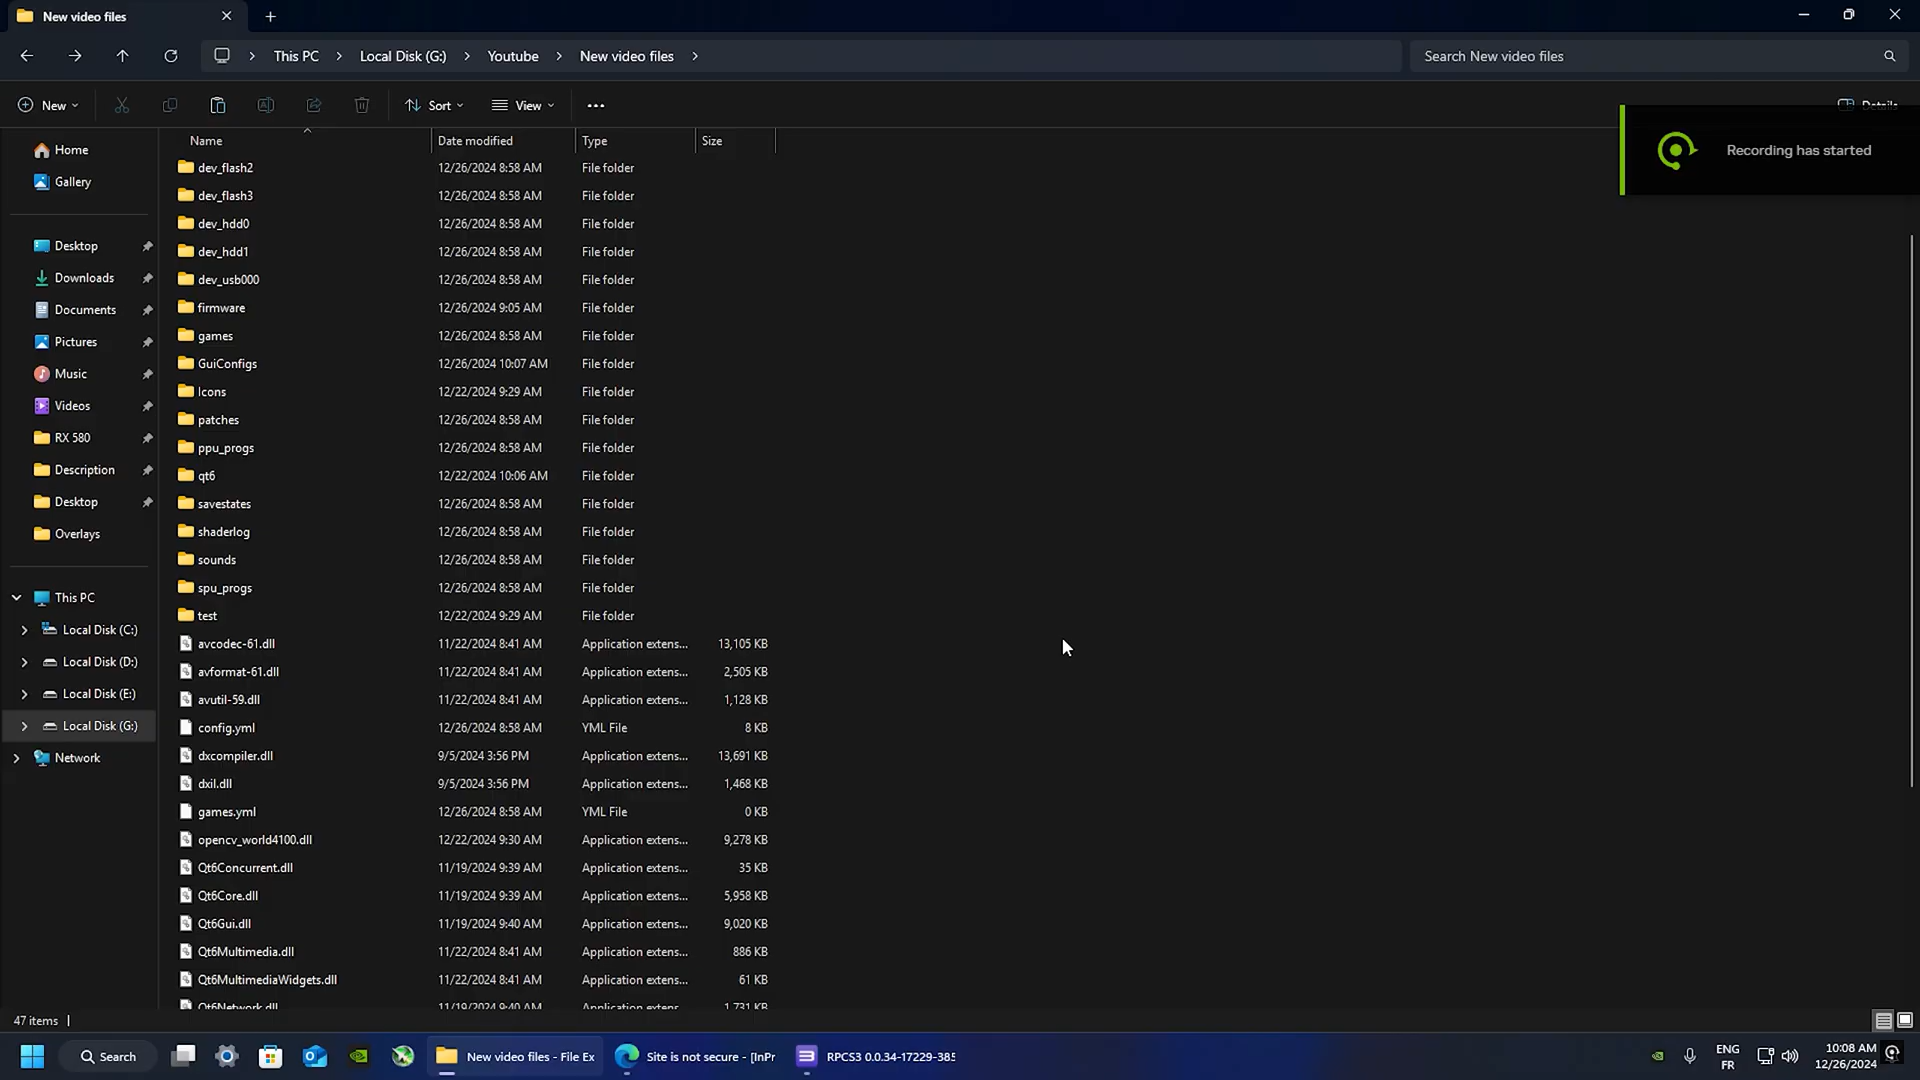 New video files
This PC
Local Disk (G:)
Youtube
New video files
Search New video files
New
Sort
View
Details
Recording has started
Name
Date modified
Type
Size
dev_flash2 12/26/2024 8:58 AM File folder
dev_flash3 12/26/2024 8:58 AM File folder
dev_hdd0 12/26/2024 8:58 AM File folder
dev_hdd1 12/26/2024 8:58 AM File folder
dev_usb000 12/26/2024 8:58 AM File folder
firmware 12/26/2024 9:05 AM File folder
games 12/26/2024 8:58 AM File folder
GuiConfigs 12/26/2024 10:07 AM File folder
Icons 12/22/2024 9:29 AM File folder
patches 12/26/2024 8:58 AM File folder
ppu_progs 12/26/2024 8:58 AM File folder
qt6 12/22/2024 10:06 AM File folder
savestates 12/26/2024 8:58 AM File folder
shaderlog 12/26/2024 8:58 AM File folder
sounds 12/26/2024 8:58 AM File folder
spu_progs 12/26/2024 8:58 AM File folder
test 12/22/2024 9:29 AM File folder
avcodec-61.dll 11/22/2024 8:41 AM Application extens... 13,105 KB
avformat-61.dll 11/22/2024 8:41 AM Application extens... 2,505 KB
avutil-59.dll 11/22/2024 8:41 AM Application extens... 1,128 KB
config.yml 12/26/2024 8:58 AM YML File 8 KB
dxcompiler.dll 9/5/2024 3:56 PM Application extens... 13,691 KB
dxil.dll 9/5/2024 3:56 PM Application extens... 1,468 KB
games.yml 12/26/2024 8:58 AM YML File 0 KB
opencv_world4100.dll 12/22/2024 9:30 AM Application extens... 9,278 KB
Qt6Concurrent.dll 11/19/2024 9:39 AM Application extens... 35 KB
Qt6Core.dll 11/19/2024 9:39 AM Application extens... 5,958 KB
Qt6Gui.dll 11/19/2024 9:40 AM Application extens... 9,020 KB
Qt6Multimedia.dll 11/22/2024 8:41 AM Application extens... 886 KB
Qt6MultimediaWidgets.dll 11/22/2024 8:41 AM Application extens... 61 KB
Qt6Network.dll 11/19/2024 9:40 AM Application extens... 1,731 KB
Home
Gallery
Desktop
Downloads
Documents
Pictures
Music
Videos
RX 580
Description
Desktop
Overlays
This PC
Local Disk (C:)
Local Disk (D:)
Local Disk (E:)
Local Disk (G:)
Network
47 items
Search
New video files - File Ex
Site is not secure - [InPr
RPCS3 0.0.34-17229-385
ENG
FR
10:08 AM
12/26/2024